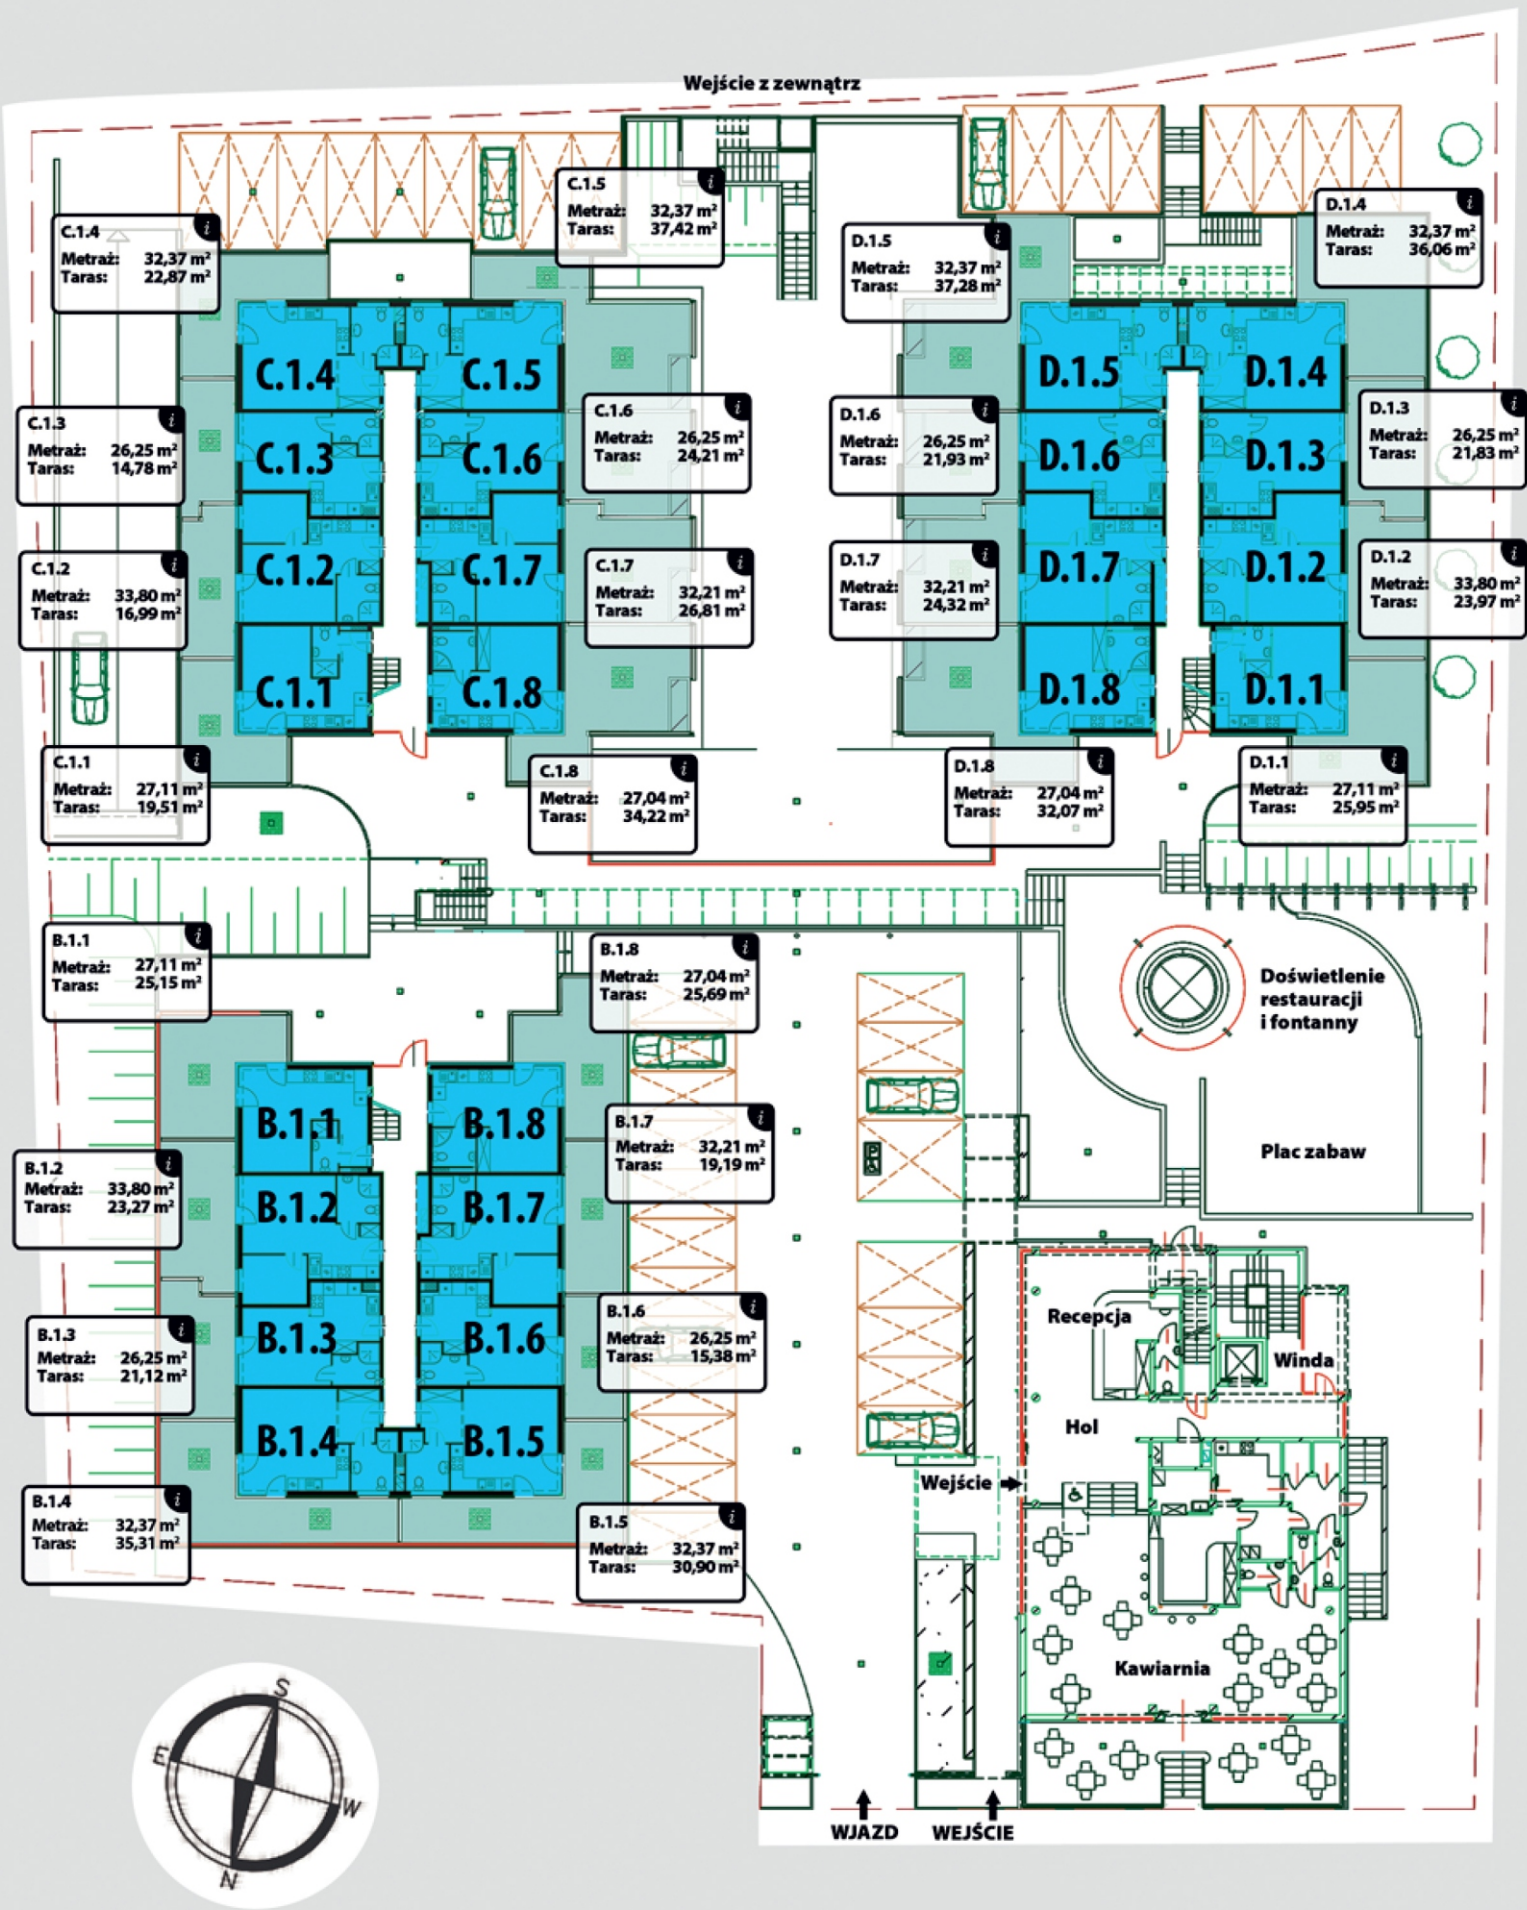 Wejście z zewnątrz
C.1.4
Metraż: 32,37 m²
Taras: 22,87 m²
C.1.5
Metraż: 32,37 m²
Taras: 37,42 m²
D.1.5
Metraż: 32,37 m²
Taras: 37,28 m²
D.1.4
Metraż: 32,37 m²
Taras: 36,06 m²
C.1.4
C.1.5
D.1.5
D.1.4
C.1.3
Metraż: 26,25 m²
Taras: 14,78 m²
C.1.3
C.1.6
C.1.6
Metraż: 26,25 m²
Taras: 24,21 m²
D.1.6
Metraż: 26,25 m²
Taras: 21,93 m²
D.1.6
D.1.3
D.1.3
Metraż: 26,25 m²
Taras: 21,83 m²
C.1.2
Metraż: 33,80 m²
Taras: 16,99 m²
C.1.2
C.1.7
C.1.7
Metraż: 32,21 m²
Taras: 26,81 m²
D.1.7
Metraż: 32,21 m²
Taras: 24,32 m²
D.1.7
D.1.2
D.1.2
Metraż: 33,80 m²
Taras: 23,97 m²
C.1.1
C.1.8
D.1.8
D.1.1
C.1.1
Metraż: 27,11 m²
Taras: 19,51 m²
C.1.8
Metraż: 27,04 m²
Taras: 34,22 m²
D.1.8
Metraż: 27,04 m²
Taras: 32,07 m²
D.1.1
Metraż: 27,11 m²
Taras: 25,95 m²
B.1.1
Metraż: 27,11 m²
Taras: 25,15 m²
B.1.8
Metraż: 27,04 m²
Taras: 25,69 m²
Doświetlenie
restauracji
i fontanny
B.1.1
B.1.8
B.1.7
Metraż: 32,21 m²
Taras: 19,19 m²
P
Plac zabaw
B.1.2
Metraż: 33,80 m²
Taras: 23,27 m²
B.1.2
B.1.7
B.1.3
Metraż: 26,25 m²
Taras: 21,12 m²
B.1.3
B.1.6
B.1.6
Metraż: 26,25 m²
Taras: 15,38 m²
Recepcja
Winda
Hol
B.1.4
B.1.5
Wejście
B.1.4
Metraż: 32,37 m²
Taras: 35,31 m²
B.1.5
Metraż: 32,37 m²
Taras: 30,90 m²
Kawiarnia
S
E
W
N
WJAZD
WEJŚCIE